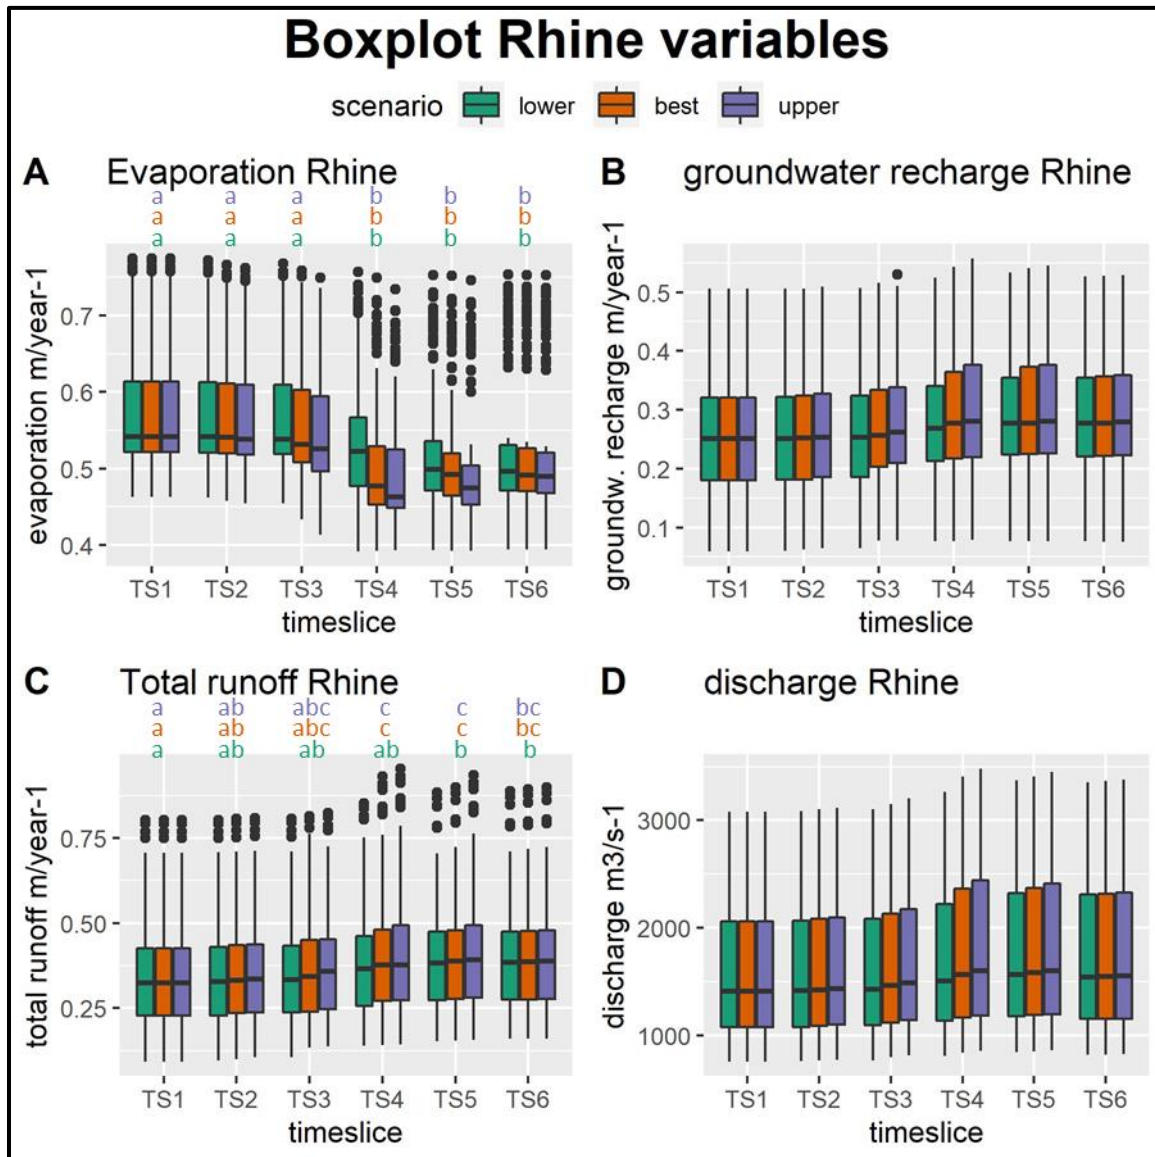 Boxplot Rhine variables
scenario lower best upper
A Evaporation Rhine
a a a b b b
a a a b b b
a a a b b b
evaporation m/year-1
0.7
0.6
0.5
0.4
TS1 TS2 TS3 TS4 TS5 TS6
timeslice
B groundwater recharge Rhine
groundw. recharge m/year-1
0.5
0.4
0.3
0.2
0.1
TS1 TS2 TS3 TS4 TS5 TS6
timeslice
C Total runoff Rhine
a ab abc c c bc
a ab abc c c bc
a ab ab ab b b
total runoff m/year-1
0.75
0.50
0.25
TS1 TS2 TS3 TS4 TS5 TS6
timeslice
D discharge Rhine
discharge m3/s-1
3000
2000
1000
TS1 TS2 TS3 TS4 TS5 TS6
timeslice